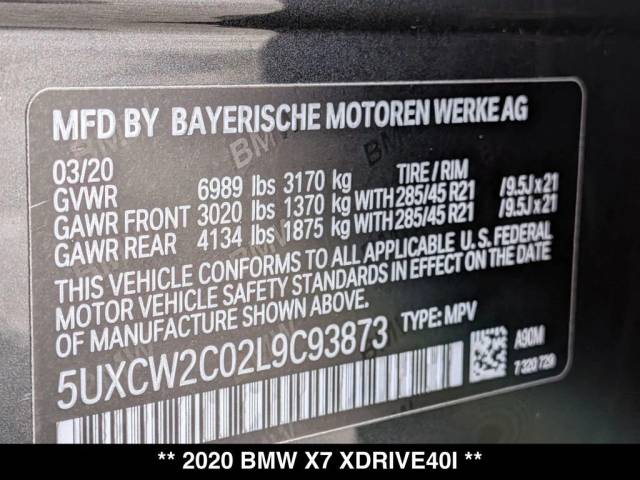 MFD BY BAYERISCHE MOTOREN WERKE AG
03/20 TIRE / RIM
GVWR 6989 lbs 3170 kg
GAWR FRONT 3020 lbs 1370 kg WITH 285/45 R21 /9.5J x 21
GAWR REAR 4134 lbs 1875 kg WITH 285/45 R21 /9.5J x 21
THIS VEHICLE CONFORMS TO ALL APPLICABLE U.S. FEDERAL
MOTOR VEHICLE SAFETY STANDARDS IN EFFECT ON THE DATE
OF MANUFACTURE SHOWN ABOVE.
5UXCW2C02L9C93873 TYPE: MPV
A90M
7 320 729
** 2020 BMW X7 XDRIVE40I **